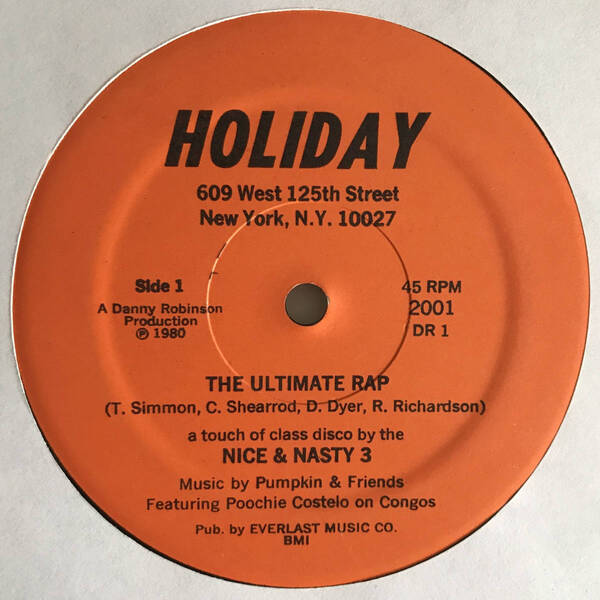 HOLIDAY
609 West 125th Street
New York, N.Y. 10027
Side 1
A Danny Robinson
Production
℗ 1980
45 RPM
2001
DR 1
THE ULTIMATE RAP
(T. Simmon, C. Shearrod, D. Dyer, R. Richardson)
a touch of class disco by the
NICE & NASTY 3
Music by Pumpkin & Friends
Featuring Poochie Costelo on Congos
Pub. by EVERLAST MUSIC CO.
BMI